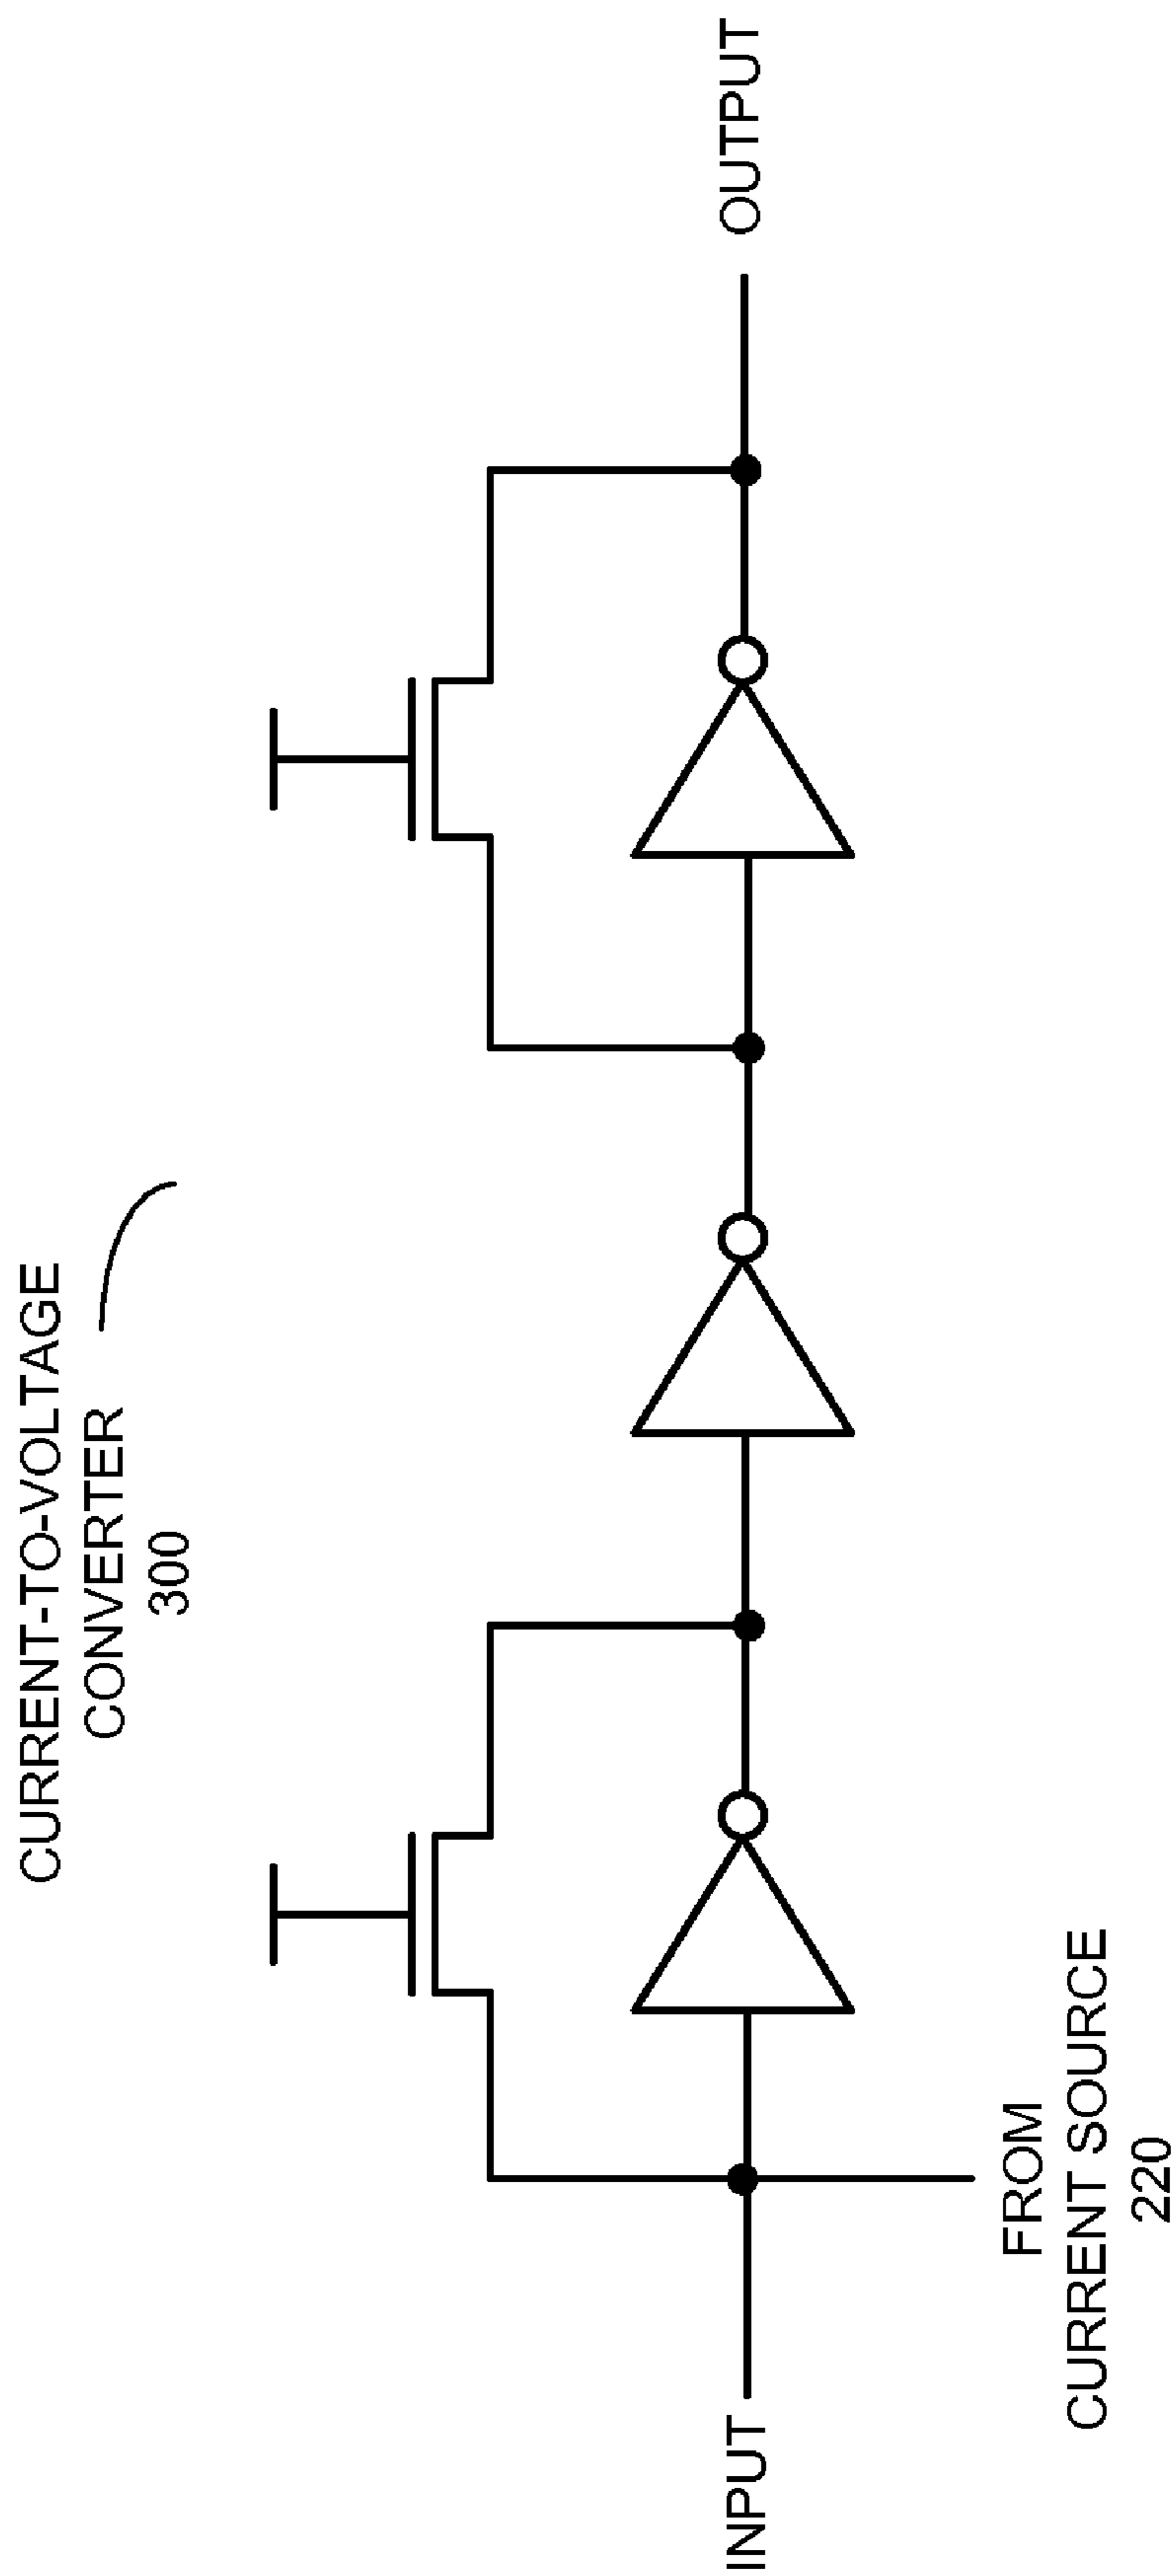 CURRENT-TO-VOLTAGE
CONVERTER
300
INPUT
OUTPUT
FROM
CURRENT SOURCE
220